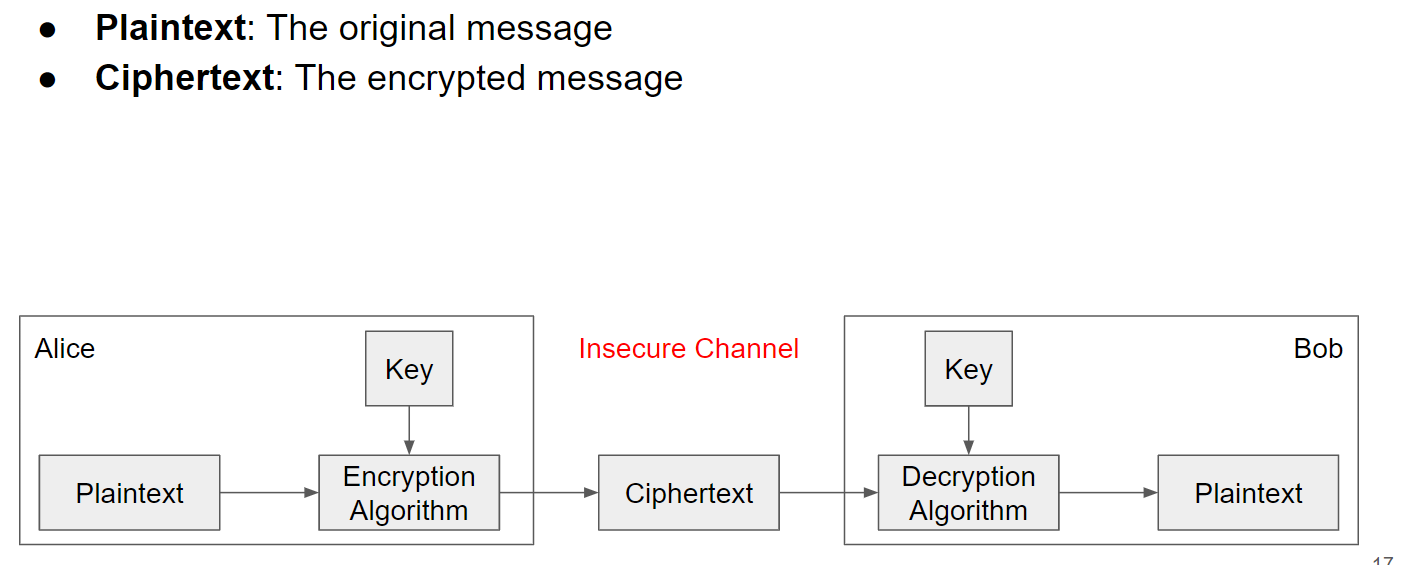 ● Plaintext: The original message
● Ciphertext: The encrypted message
Alice
Key
Insecure Channel
Key
Bob
Plaintext
Encryption
Algorithm
Ciphertext
Decryption
Algorithm
Plaintext
17